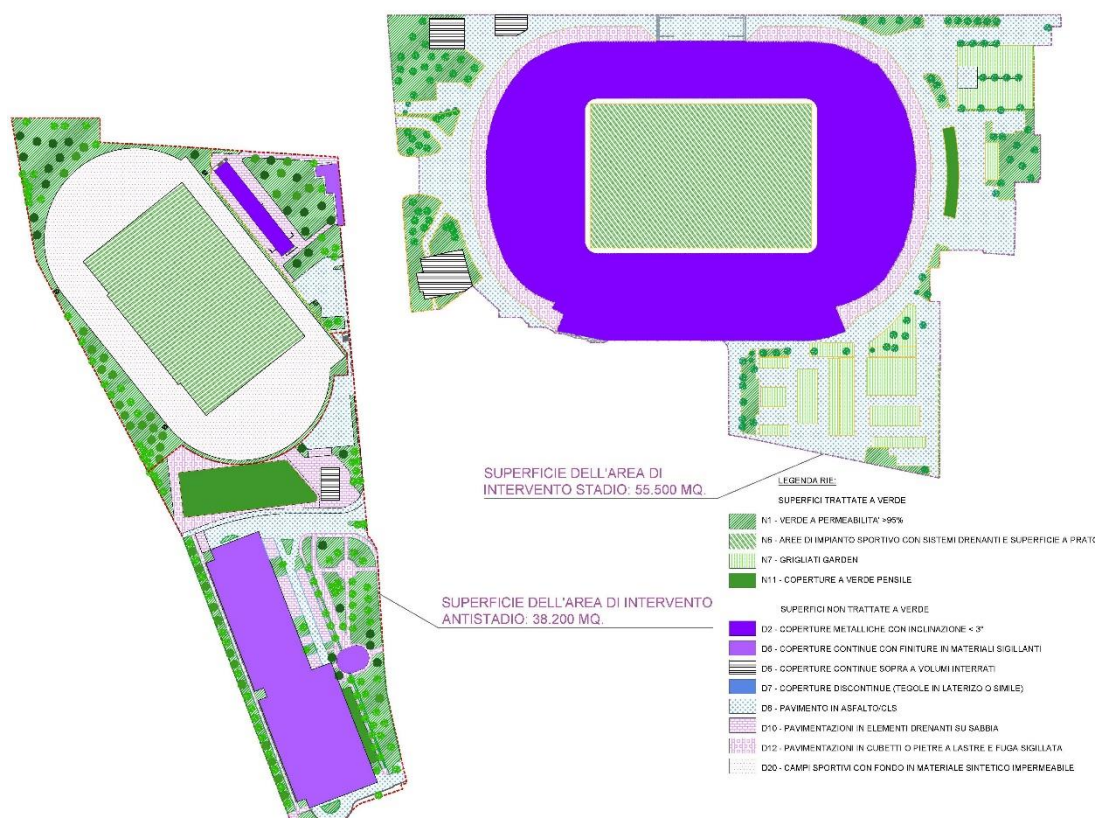 SUPERFICIE DELL'AREA DI
INTERVENTO STADIO: 55.500 MQ.
SUPERFICIE DELL'AREA DI INTERVENTO
ANTISTADIO: 38.200 MQ.
LEGENDA RIE:
SUPERFICI TRATTATE A VERDE
N1 - VERDE A PERMEABILITA' >95%
N6 - AREE DI IMPIANTO SPORTIVO CON SISTEMI DRENANTI E SUPERFICIE A PRATO
N7 - GRIGLIATI GARDEN
N11 - COPERTURE A VERDE PENSILE
SUPERFICI NON TRATTATE A VERDE
D2 - COPERTURE METALLICHE CON INCLINAZIONE < 3°
D6 - COPERTURE CONTINUE CON FINITURE IN MATERIALI SIGILLANTI
D5 - COPERTURE CONTINUE SOPRA A VOLUMI INTERRATI
D7 - COPERTURE DISCONTINUE (TEGOLE IN LATERIZO O SIMILE)
D8 - PAVIMENTO IN ASFALTO/CLS
D10 - PAVIMENTAZIONI IN ELEMENTI DRENANTI SU SABBIA
D12 - PAVIMENTAZIONI IN CUBETTI O PIETRE A LASTRE E FUGA SIGILLATA
D20 - CAMPI SPORTIVI CON FONDO IN MATERIALE SINTETICO IMPERMEABILE